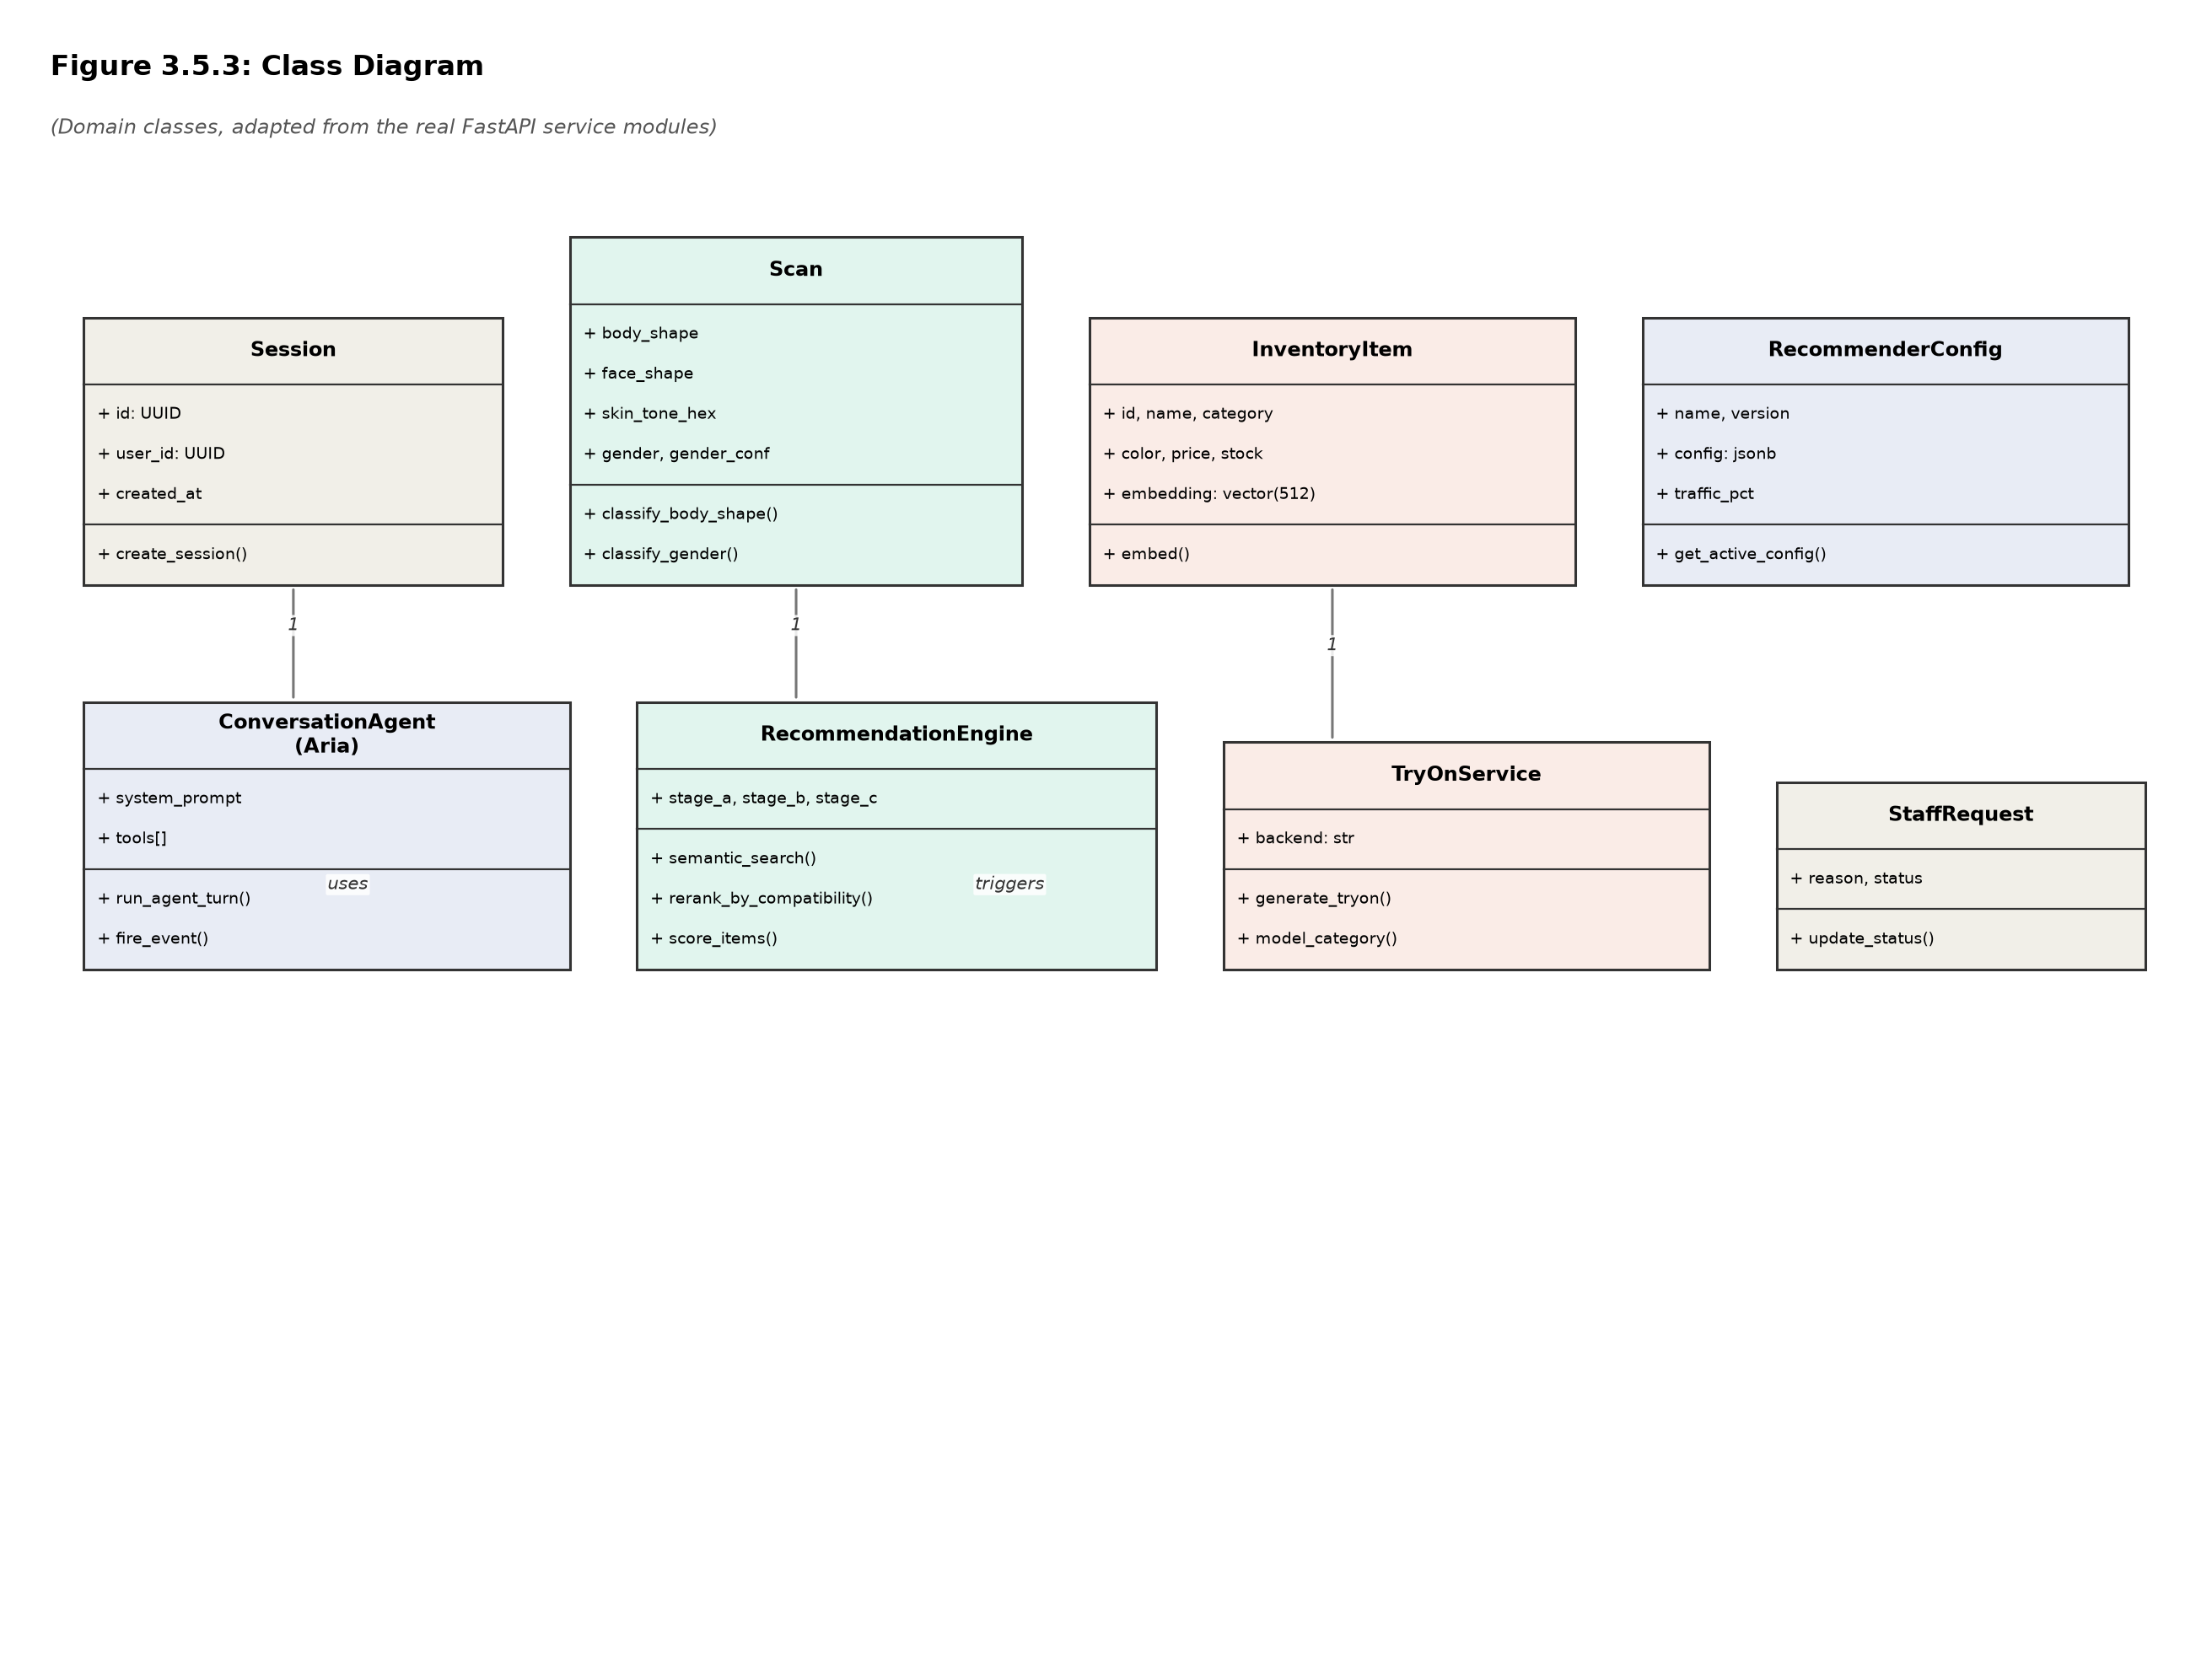 Figure 3.5.3: Class Diagram
(Domain classes, adapted from the real FastAPI service modules)
Session
+ id: UUID
+ user_id: UUID
+ created_at
+ create_session()
Scan
+ body_shape
+ face_shape
+ skin_tone_hex
+ gender, gender_conf
+ classify_body_shape()
+ classify_gender()
InventoryItem
+ id, name, category
+ color, price, stock
+ embedding: vector(512)
+ embed()
RecommenderConfig
+ name, version
+ config: jsonb
+ traffic_pct
+ get_active_config()
1
1
1
ConversationAgent
(Aria)
+ system_prompt
+ tools[]
uses
+ run_agent_turn()
+ fire_event()
RecommendationEngine
+ stage_a, stage_b, stage_c
+ semantic_search()
triggers
+ rerank_by_compatibility()
+ score_items()
TryOnService
+ backend: str
+ generate_tryon()
+ model_category()
StaffRequest
+ reason, status
+ update_status()